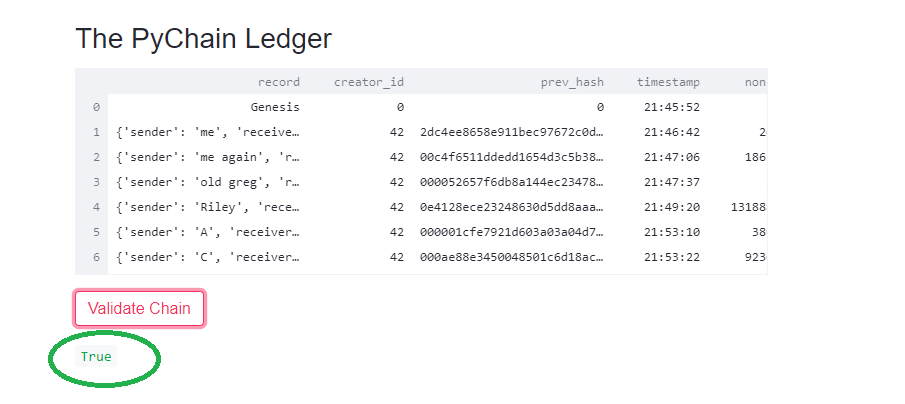 The PyChain Ledger
record creator_id prev_hash timestamp non
0 Genesis 0 0 21:45:52
1 {'sender': 'me', 'receive… 42 2dc4ee8658e911bec97672c0d… 21:46:42 2
2 {'sender': 'me again', 'r… 42 00c4f6511ddedd1654d3c5b38… 21:47:06 186
3 {'sender': 'old greg', 'r… 42 000052657f6db8a144ec23478… 21:47:37
4 {'sender': 'Riley', 'rece… 42 0e4128ece23248630d5dd8aaa… 21:49:20 13188
5 {'sender': 'A', 'receiver… 42 000001cfe7921d603a03a04d7… 21:53:10 38
6 {'sender': 'C', 'receiver… 42 000ae88e3450048501c6d18ac… 21:53:22 923
Validate Chain
True